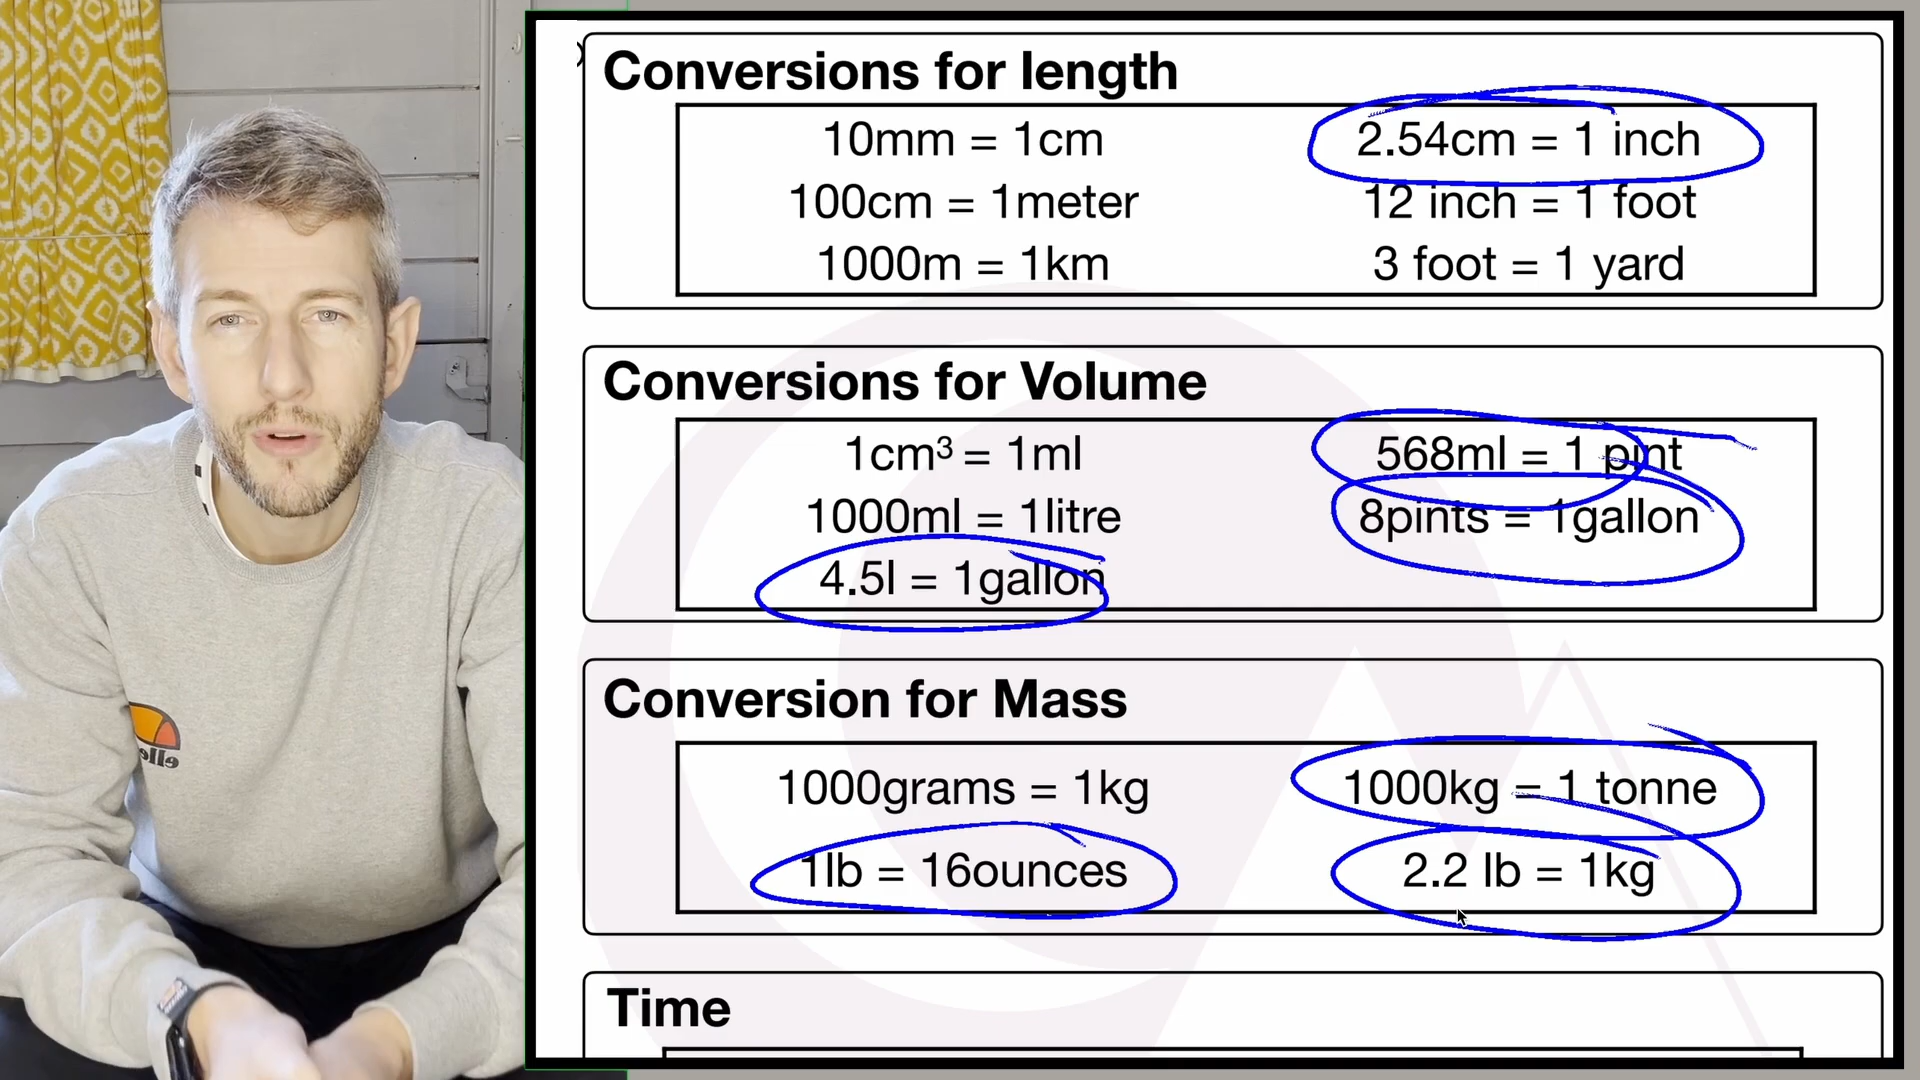 Conversions for length
10mm = 1cm
2.54cm = 1 inch
100cm = 1meter
12 inch = 1 foot
1000m = 1km
3 foot = 1 yard
Conversions for Volume
1cm³ = 1ml
568ml = 1 pint
1000ml = 1litre
8pints = 1gallon
4.5l = 1gallon
Conversion for Mass
1000grams = 1kg
1000kg = 1 tonne
1lb = 16ounces
2.2 lb = 1kg
Time